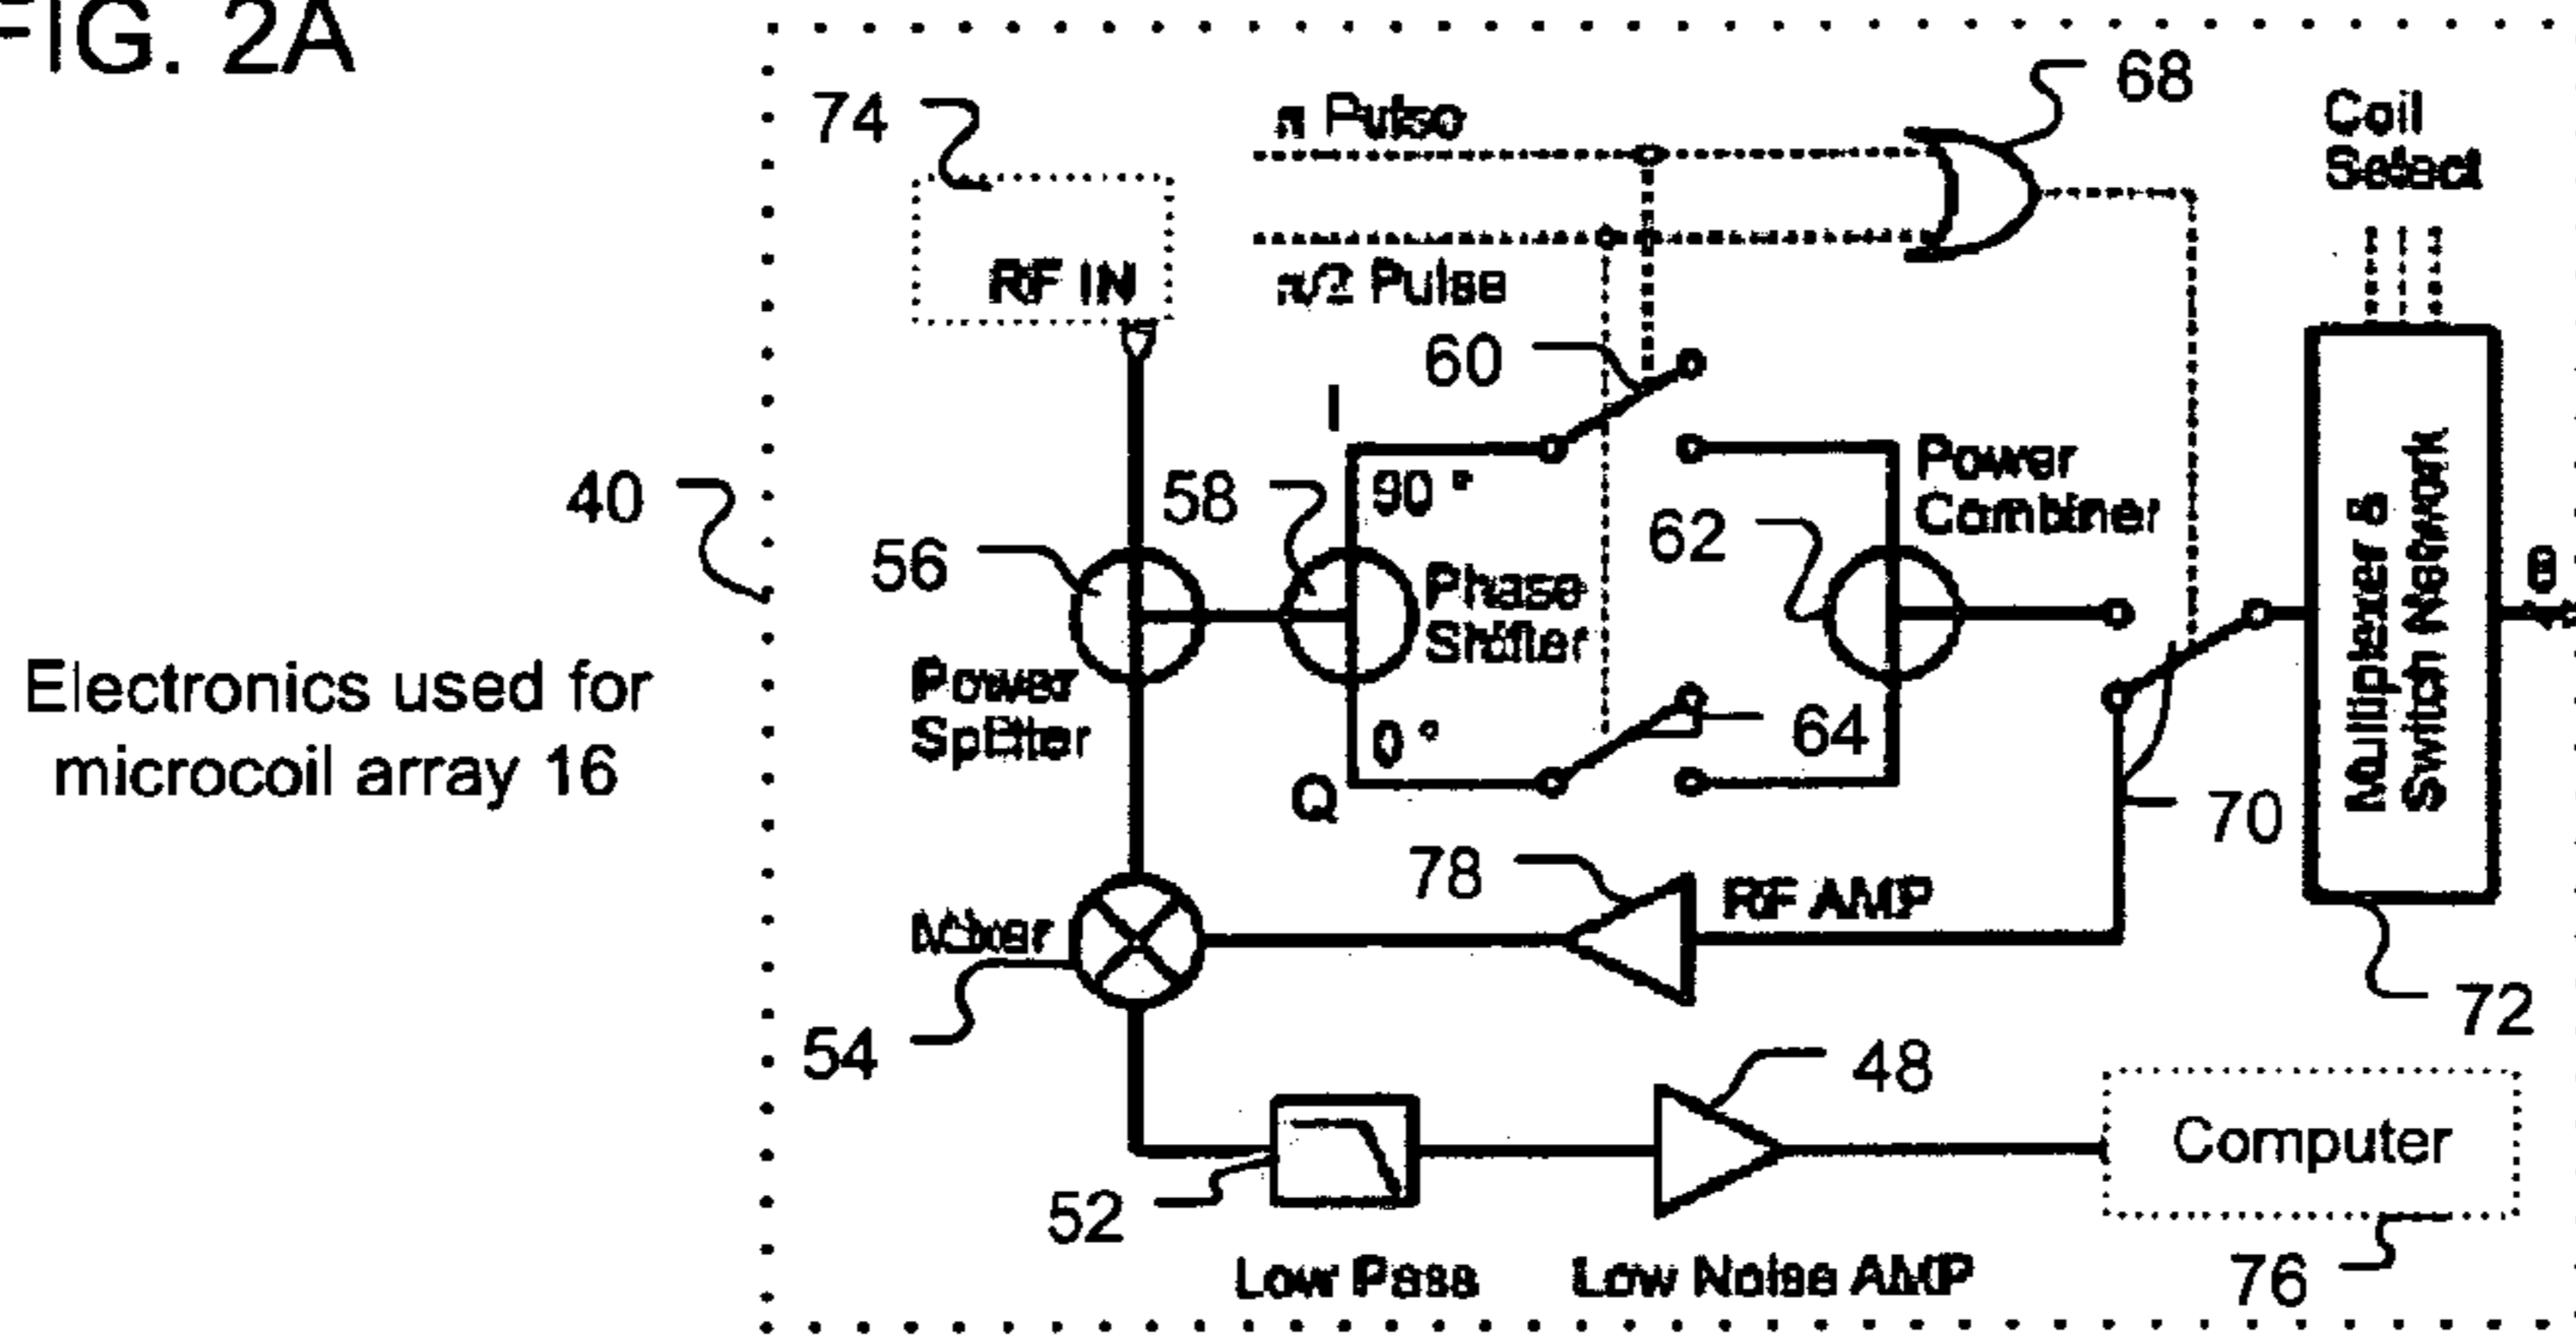 FIG. 2A
68
74
π Pulse
Coil
Select
RF IN
π/2 Pulse
60
I
40
58
90 °
Power
Combiner
62
56
Phase
Shifter
Multiplexer &
Switch Network
8
Electronics used for
microcoil array 16
Power
Splitter
0 °
64
Q
70
78
RF AMP
Mixer
72
54
48
Computer
52
76
Low Pass
Low Noise AMP